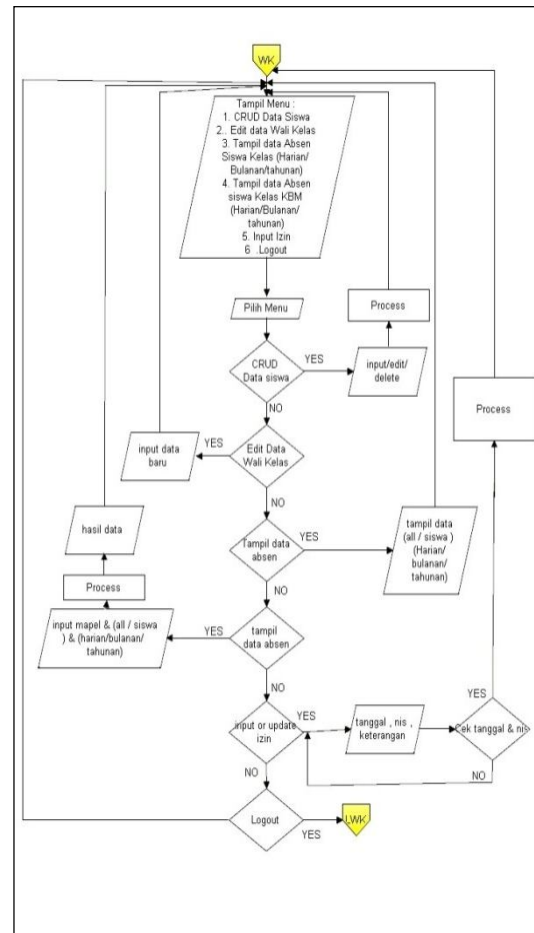 WK
Tampil Menu :
1. CRUD Data Siswa
2.. Edit data Wali Kelas
3. Tampil data Absen
Siswa Kelas (Harian/
Bulanan/tahunan)
4. Tampil data Absen
siswa Kelas KBM
(Harian/Bulanan/
tahunan)
5. Input Izin
6 .Logout
Pilih Menu
Process
CRUD
Data siswa
YES
input/edit/
delete
Process
NO
input data
baru
YES
Edit Data
Wali Kelas
NO
hasil data
Tampil data
absen
YES
tampil data
(all / siswa )
(Harian/
bulanan/
tahunan)
Process
NO
input mapel & (all / siswa
) & (harian/bulanan/
tahunan)
YES
tampil
data absen
NO
YES
input or update
izin
YES
tanggal , nis ,
keterangan
Cek tanggal & nis
NO
NO
Logout
YES
LWK